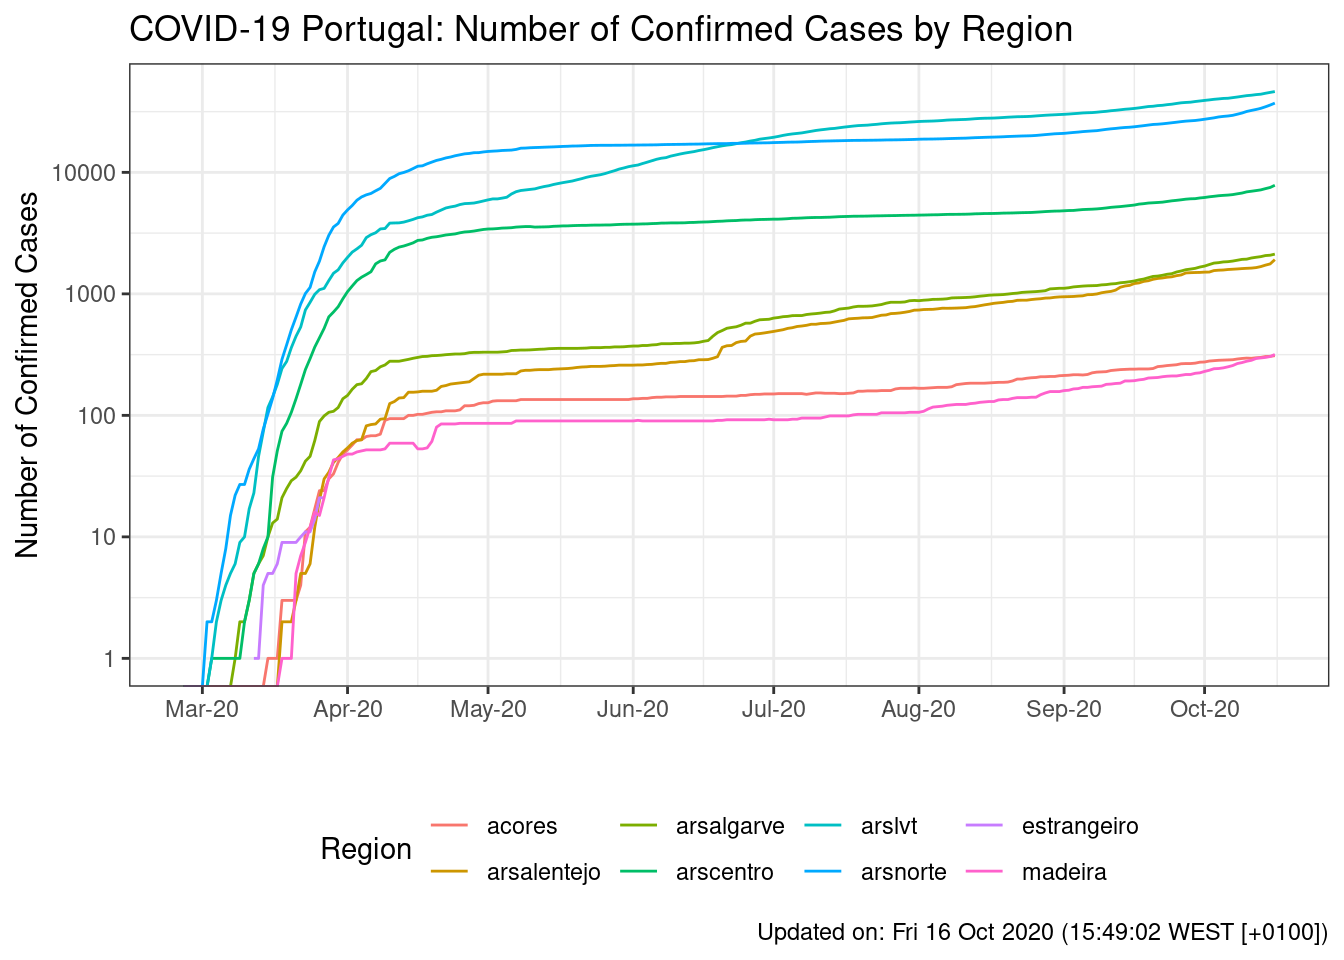 COVID-19 Portugal: Number of Confirmed Cases by Region
Number of Confirmed Cases
10000
1000
100
10
1
Mar-20 Apr-20 May-20 Jun-20 Jul-20 Aug-20 Sep-20 Oct-20
Region
acores arsalgarve arslvt estrangeiro
arsalentejo arscentro arsnorte madeira
Updated on: Fri 16 Oct 2020 (15:49:02 WEST [+0100])